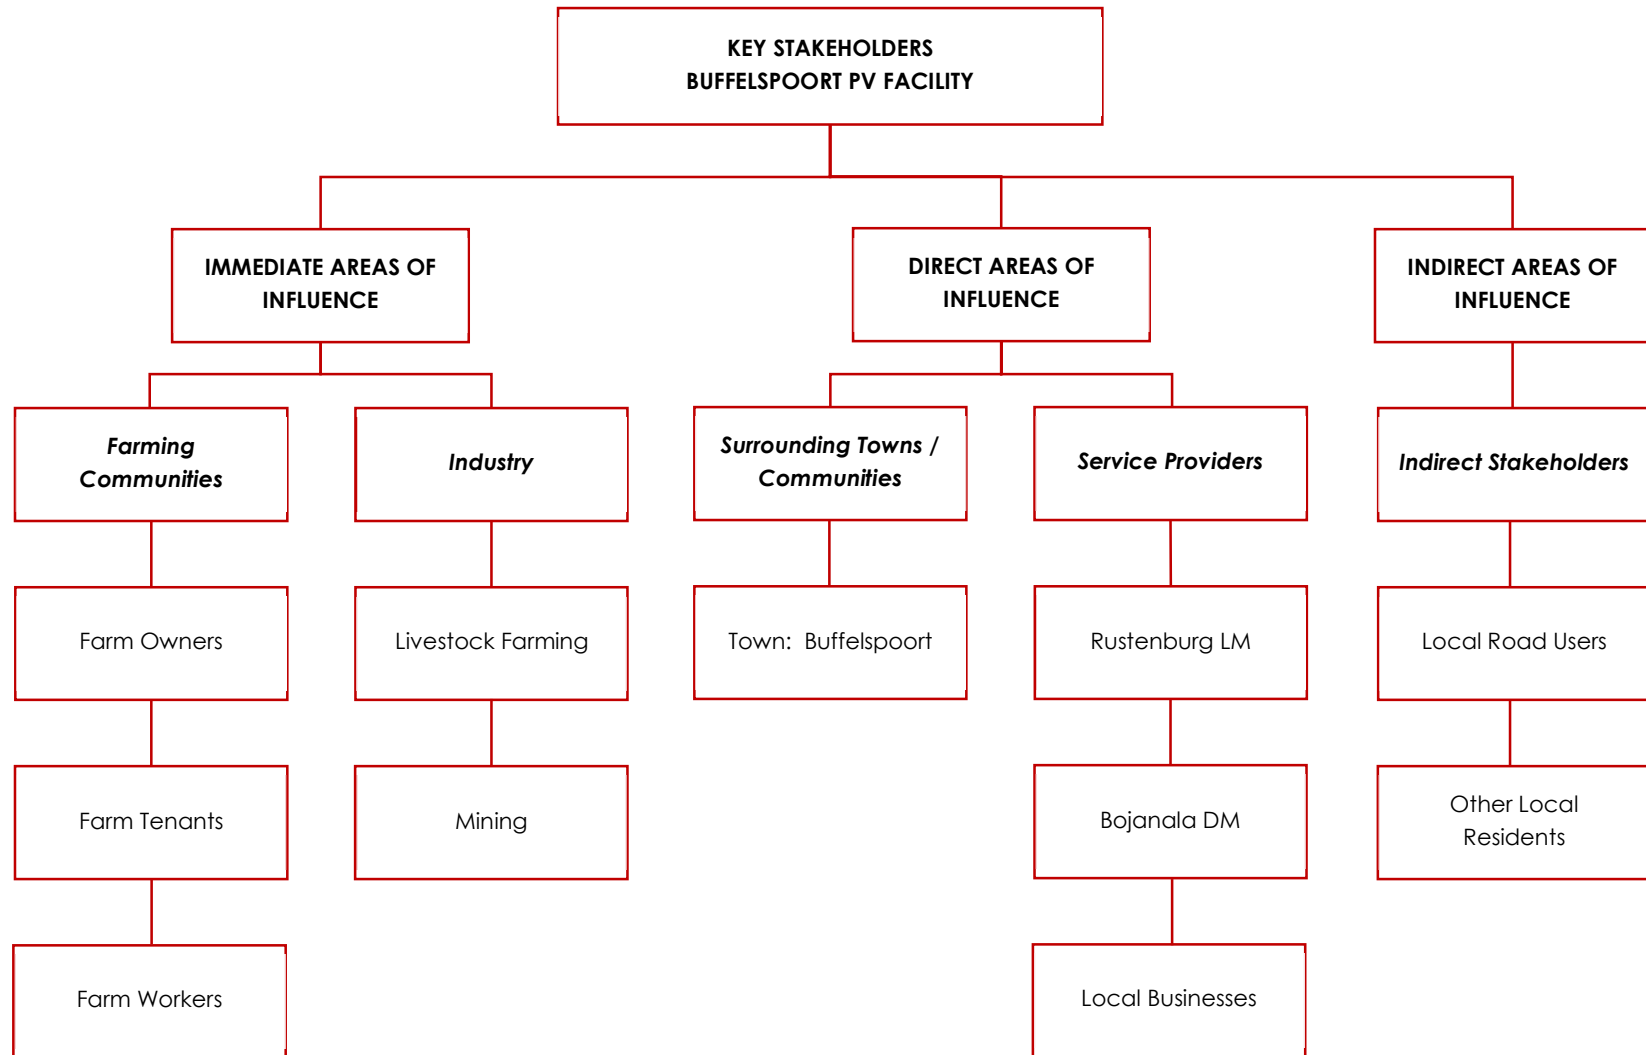 KEY STAKEHOLDERS
BUFFELSPOORT PV FACILITY
IMMEDIATE AREAS OF
INFLUENCE
DIRECT AREAS OF
INFLUENCE
INDIRECT AREAS OF
INFLUENCE
Farming
Communities
Industry
Surrounding Towns /
Communities
Service Providers
Indirect Stakeholders
Farm Owners
Livestock Farming
Town: Buffelspoort
Rustenburg LM
Local Road Users
Farm Tenants
Mining
Bojanala DM
Other Local
Residents
Farm Workers
Local Businesses